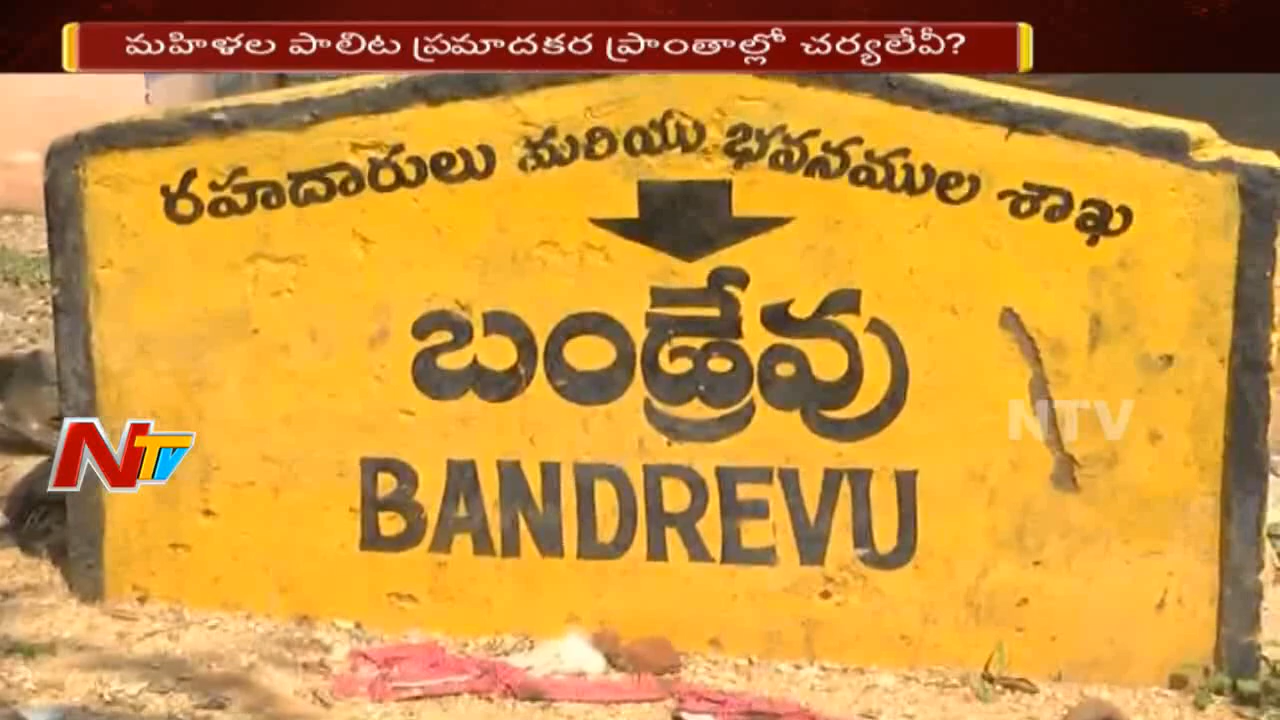 మహిళల పాలిట ప్రమాదకర ప్రాంతాల్లో చర్యలేవీ?
రహదారులు మరియు భవనముల శాఖ
బండ్రేవు
NTV
NTV
BANDREVU